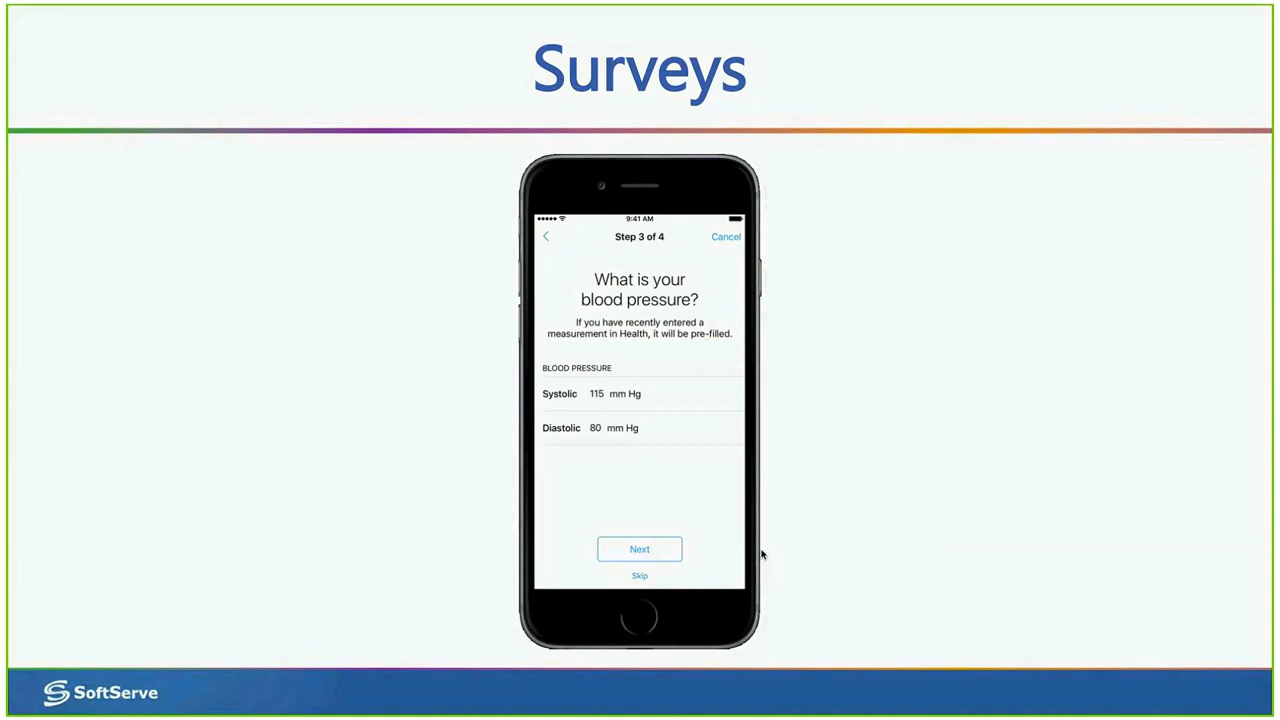 Surveys
9:41 AM
Step 3 of 4 Cancel
What is your
blood pressure?
If you have recently entered a
measurement in Health, it will be pre-filled.
BLOOD PRESSURE
Systolic 115 mm Hg
Diastolic 80 mm Hg
Next
Skip
SoftServe